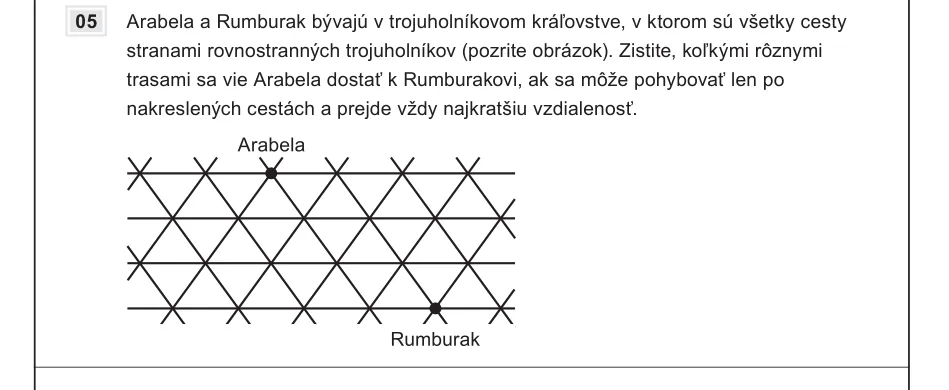 05 Arabela a Rumburak bývajú v trojuholníkovom kráľovstve, v ktorom sú všetky cesty
stranami rovnostranných trojuholníkov (pozrite obrázok). Zistite, koľkými rôznymi
trasami sa vie Arabela dostať k Rumburakovi, ak sa môže pohybovať len po
nakreslených cestách a prejde vždy najkratšiu vzdialenosť.
Arabela
Rumburak